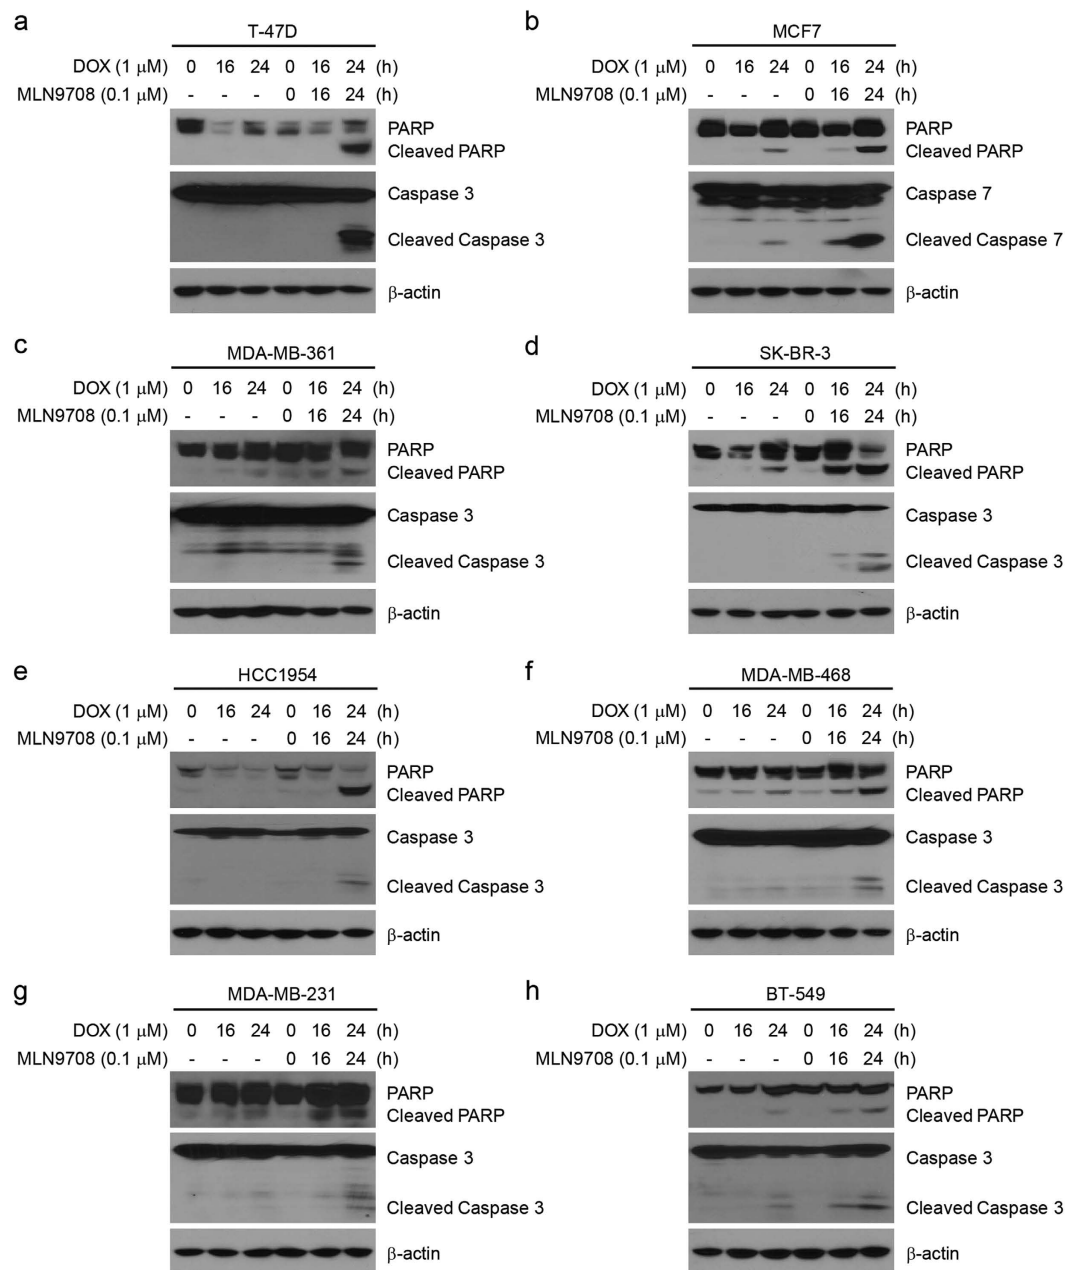 a
T-47D
DOX (1 μM) 0 16 24 0 16 24 (h)
MLN9708 (0.1 μM) - - - 0 16 24 (h)
PARP
Cleaved PARP
Caspase 3
Cleaved Caspase 3
β-actin
b
MCF7
DOX (1 μM) 0 16 24 0 16 24 (h)
MLN9708 (0.1 μM) - - - 0 16 24 (h)
PARP
Cleaved PARP
Caspase 7
Cleaved Caspase 7
β-actin
c
MDA-MB-361
DOX (1 μM) 0 16 24 0 16 24 (h)
MLN9708 (0.1 μM) - - - 0 16 24 (h)
PARP
Cleaved PARP
Caspase 3
Cleaved Caspase 3
β-actin
d
SK-BR-3
DOX (1 μM) 0 16 24 0 16 24 (h)
MLN9708 (0.1 μM) - - - 0 16 24 (h)
PARP
Cleaved PARP
Caspase 3
Cleaved Caspase 3
β-actin
e
HCC1954
DOX (1 μM) 0 16 24 0 16 24 (h)
MLN9708 (0.1 μM) - - - 0 16 24 (h)
PARP
Cleaved PARP
Caspase 3
Cleaved Caspase 3
β-actin
f
MDA-MB-468
DOX (1 μM) 0 16 24 0 16 24 (h)
MLN9708 (0.1 μM) - - - 0 16 24 (h)
PARP
Cleaved PARP
Caspase 3
Cleaved Caspase 3
β-actin
g
MDA-MB-231
DOX (1 μM) 0 16 24 0 16 24 (h)
MLN9708 (0.1 μM) - - - 0 16 24 (h)
PARP
Cleaved PARP
Caspase 3
Cleaved Caspase 3
β-actin
h
BT-549
DOX (1 μM) 0 16 24 0 16 24 (h)
MLN9708 (0.1 μM) - - - 0 16 24 (h)
PARP
Cleaved PARP
Caspase 3
Cleaved Caspase 3
β-actin